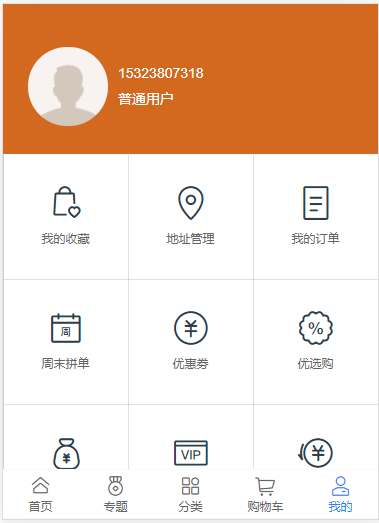 15323807318
普通用户
我的收藏
地址管理
我的订单
周
¥
%
周末拼单
优惠券
优选购
¥
VIP
¥
首页
专题
分类
购物车
我的